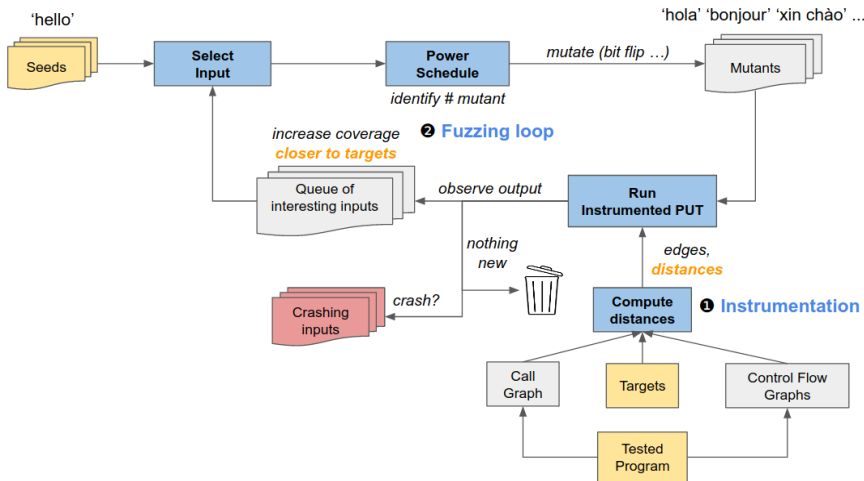 ‘hello’
‘hola’ ‘bonjour’ ‘xin chào’ ...
Seeds
Select
Input
Power
Schedule
mutate (bit flip …)
Mutants
identify # mutant
❷ Fuzzing loop
increase coverage
closer to targets
Queue of
interesting inputs
observe output
Run
Instrumented PUT
nothing
new
edges,
distances
crash?
Crashing
inputs
Compute
distances
❶ Instrumentation
Call
Graph
Targets
Control Flow
Graphs
Tested
Program